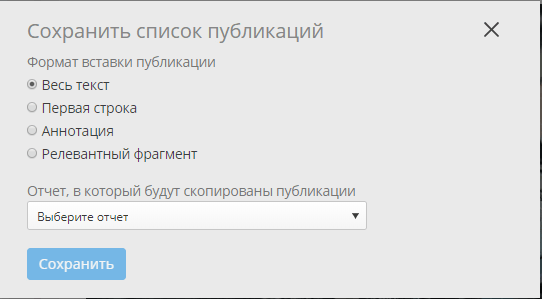 Сохранить список публикаций
Формат вставки публикации
Весь текст
Первая строка
Аннотация
Релевантный фрагмент
Отчет, в который будут скопированы публикации
Выберите отчет
Сохранить